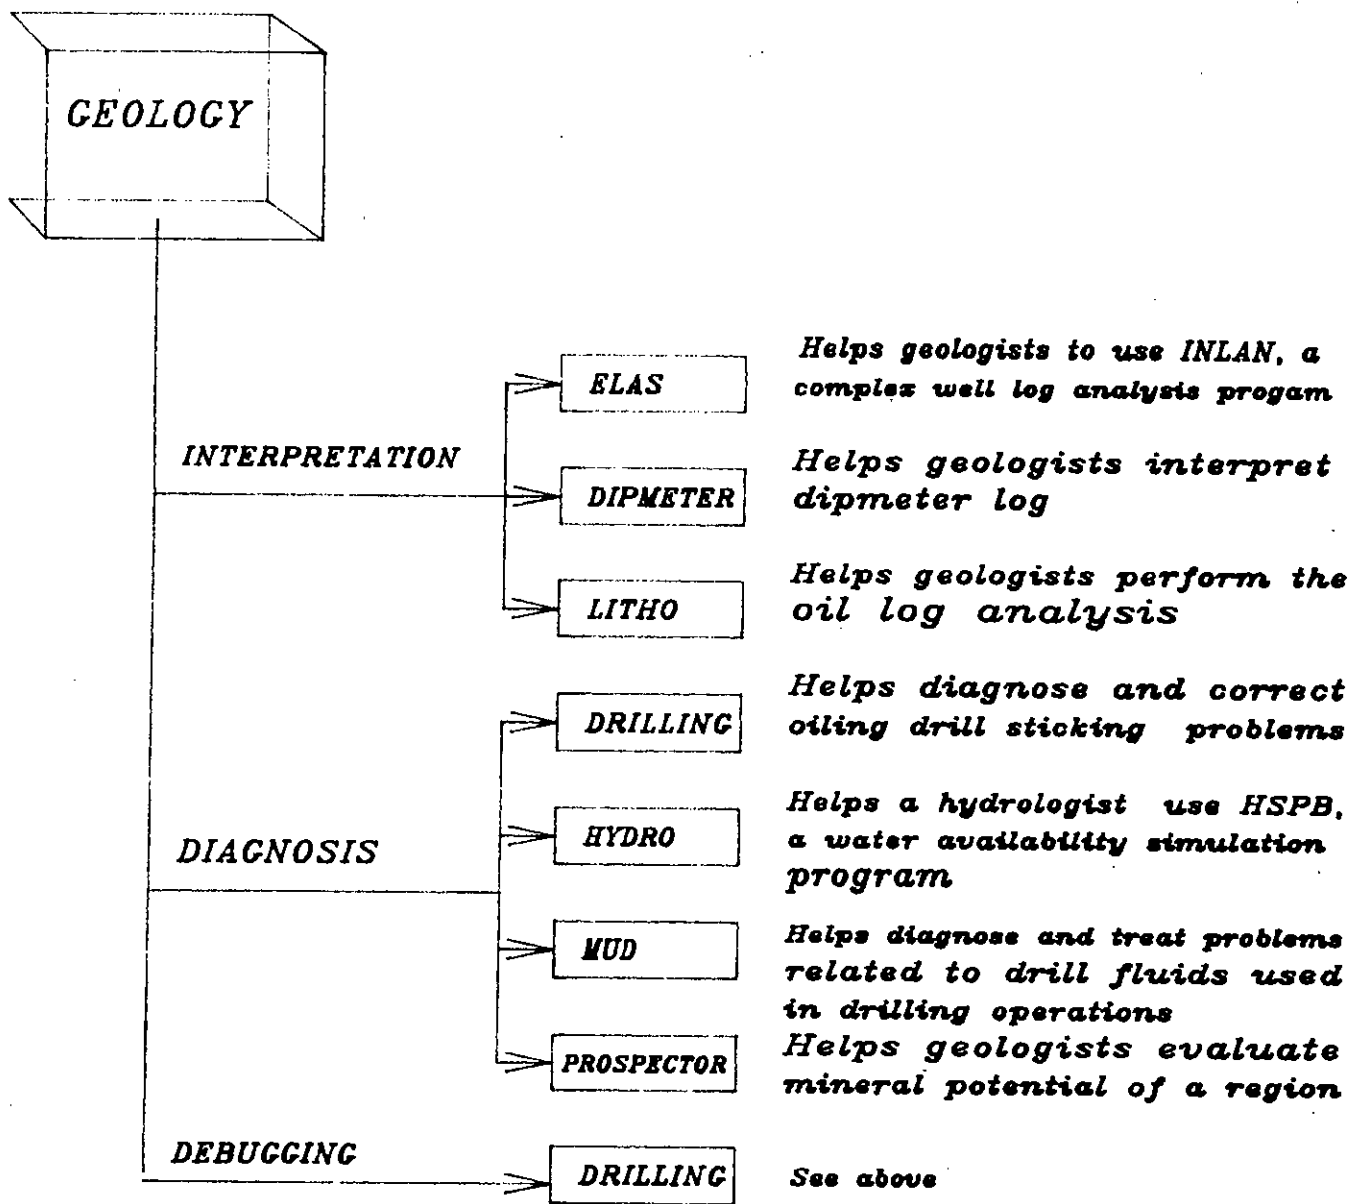 GEOLOGY
INTERPRETATION
ELAS
Helps geologists to use INLAN, a
complex well log analysis progam
DIPMETER
Helps geologists interpret
dipmeter log
LITHO
Helps geologists perform the
oil log analysis
DIAGNOSIS
DRILLING
Helps diagnose and correct
oiling drill sticking problems
HYDRO
Helps a hydrologist use HSPB,
a water availability simulation
program
MUD
Helps diagnose and treat problems
related to drill fluids used
in drilling operations
PROSPECTOR
Helps geologists evaluate
mineral potential of a region
DEBUGGING
DRILLING
See above